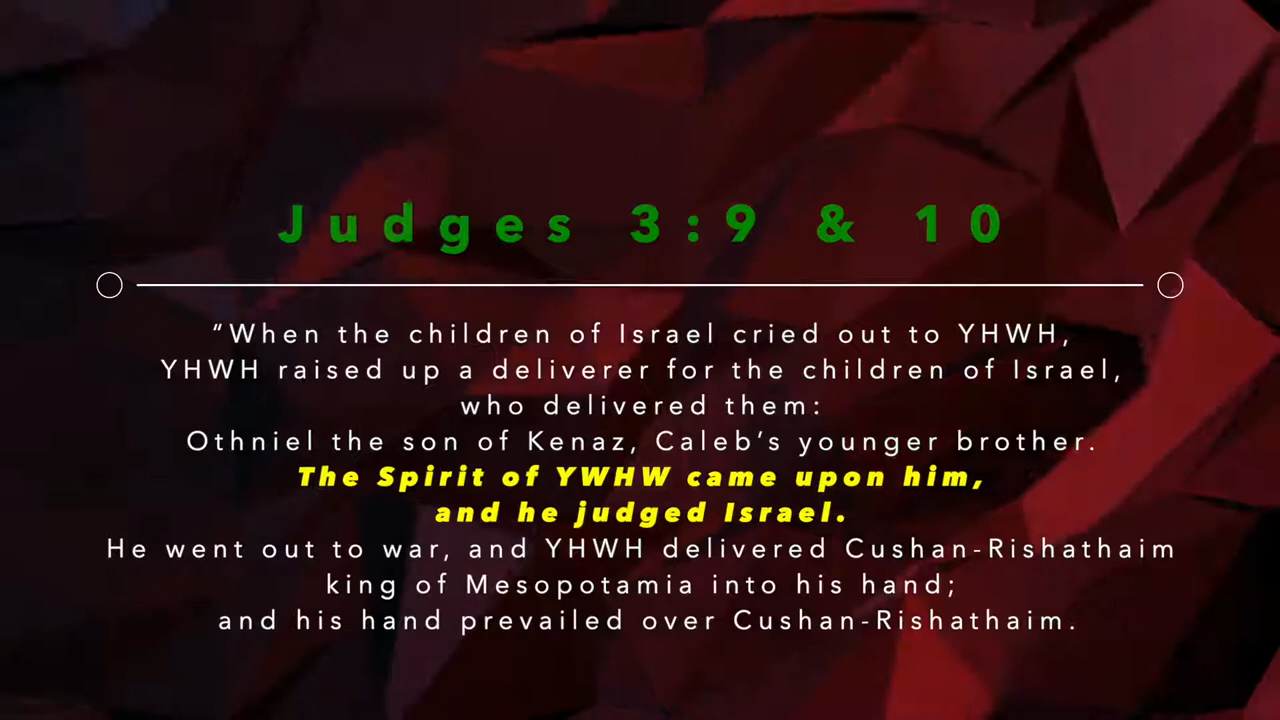 Judges 3:9 & 10
“When the children of Israel cried out to YHWH,
YHWH raised up a deliverer for the children of Israel,
who delivered them:
Othniel the son of Kenaz, Caleb’s younger brother.
The Spirit of YWHW came upon him,
and he judged Israel.
He went out to war, and YHWH delivered Cushan-Rishathaim
king of Mesopotamia into his hand;
and his hand prevailed over Cushan-Rishathaim.